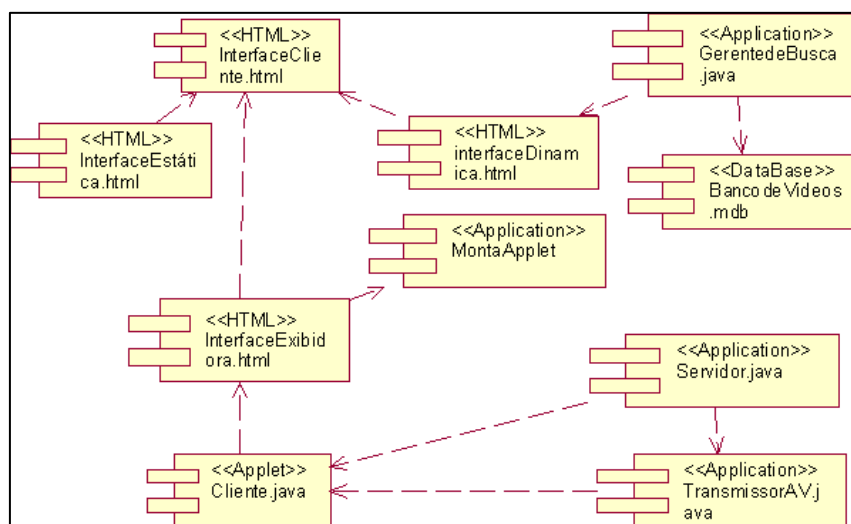 <<HTML>>
InterfaceClie
nte.html
<<Application>>
GerentedeBusca
.java
<<HTML>>
InterfaceEstáti
ca.html
<<HTML>>
interfaceDinam
ica.html
<<DataBase>>
BancodeVideos
.mdb
<<Application>>
MontaApplet
<<HTML>>
InterfaceExibid
ora.html
<<Application>>
Servidor.java
<<Applet>>
Cliente.java
<<Application>>
TransmissorAV.j
ava